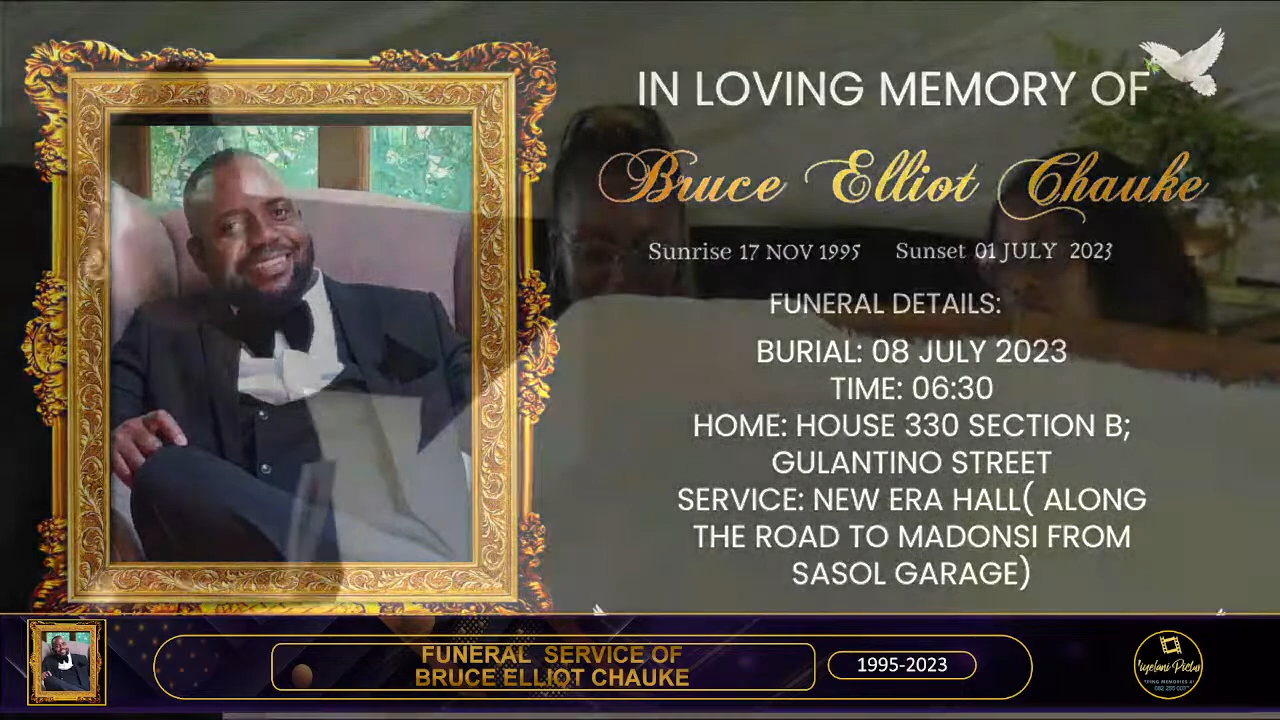 IN LOVING MEMORY OF
Bruce Elliot Chauke
Sunrise 17 NOV 1995 Sunset 01 JULY 2023
FUNERAL DETAILS:
BURIAL: 08 JULY 2023
TIME: 06:30
HOME: HOUSE 330 SECTION B;
GULANTINO STREET
SERVICE: NEW ERA HALL( ALONG
THE ROAD TO MADONSI FROM
SASOL GARAGE)
FUNERAL SERVICE OF
BRUCE ELLIOT CHAUKE
1995-2023